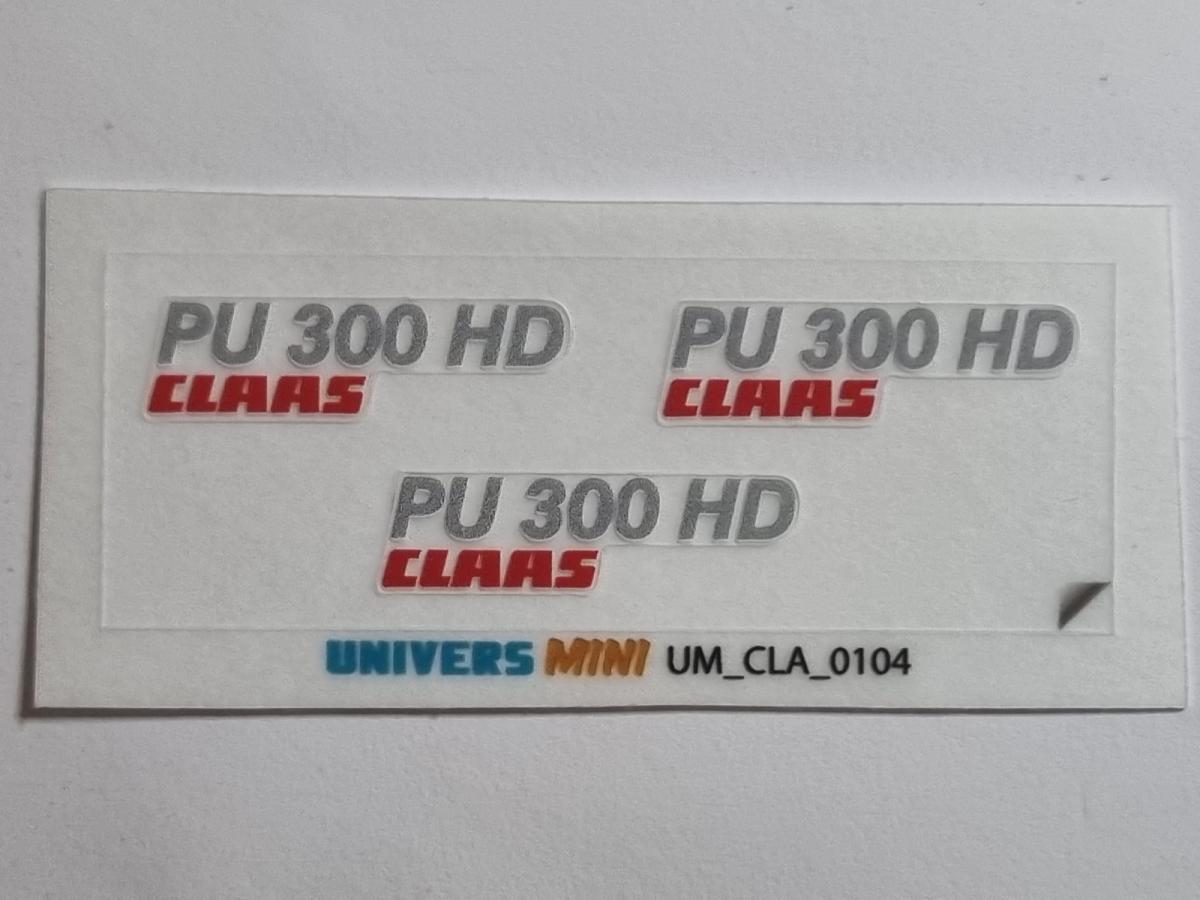 PU 300 HD
CLAAS
PU 300 HD
CLAAS
PU 300 HD
CLAAS
UNIVERS MINI UM_CLA_0104